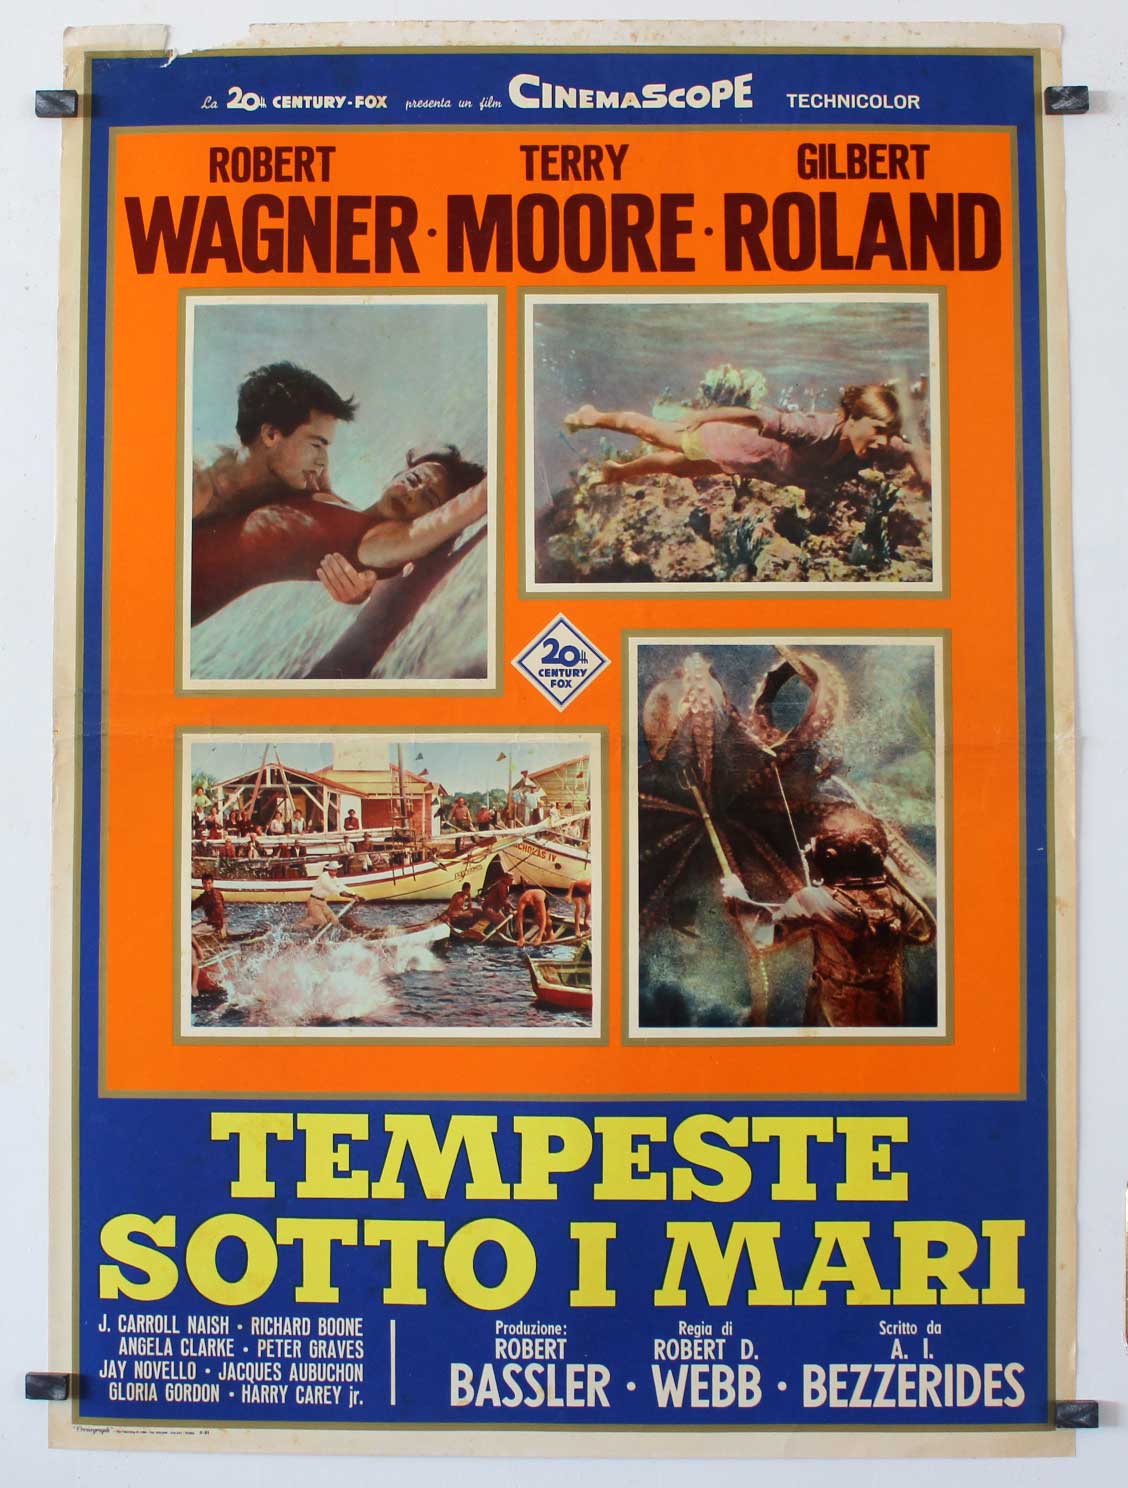 La 20th CENTURY-FOX presenta un film CINEMASCOPE TECHNICOLOR
ROBERT TERRY GILBERT
WAGNER · MOORE · ROLAND
20th
CENTURY
FOX
CHOLAS IV
TEMPESTE
SOTTO I MARI
J. CARROLL NAISH · RICHARD BOONE
ANGELA CLARKE · PETER GRAVES
JAY NOVELLO · JACQUES AUBUCHON
GLORIA GORDON · HARRY CAREY jr.
Produzione:
ROBERT
BASSLER ·
Regia di
ROBERT D.
WEBB ·
Scritto da
A. I.
BEZZERIDES